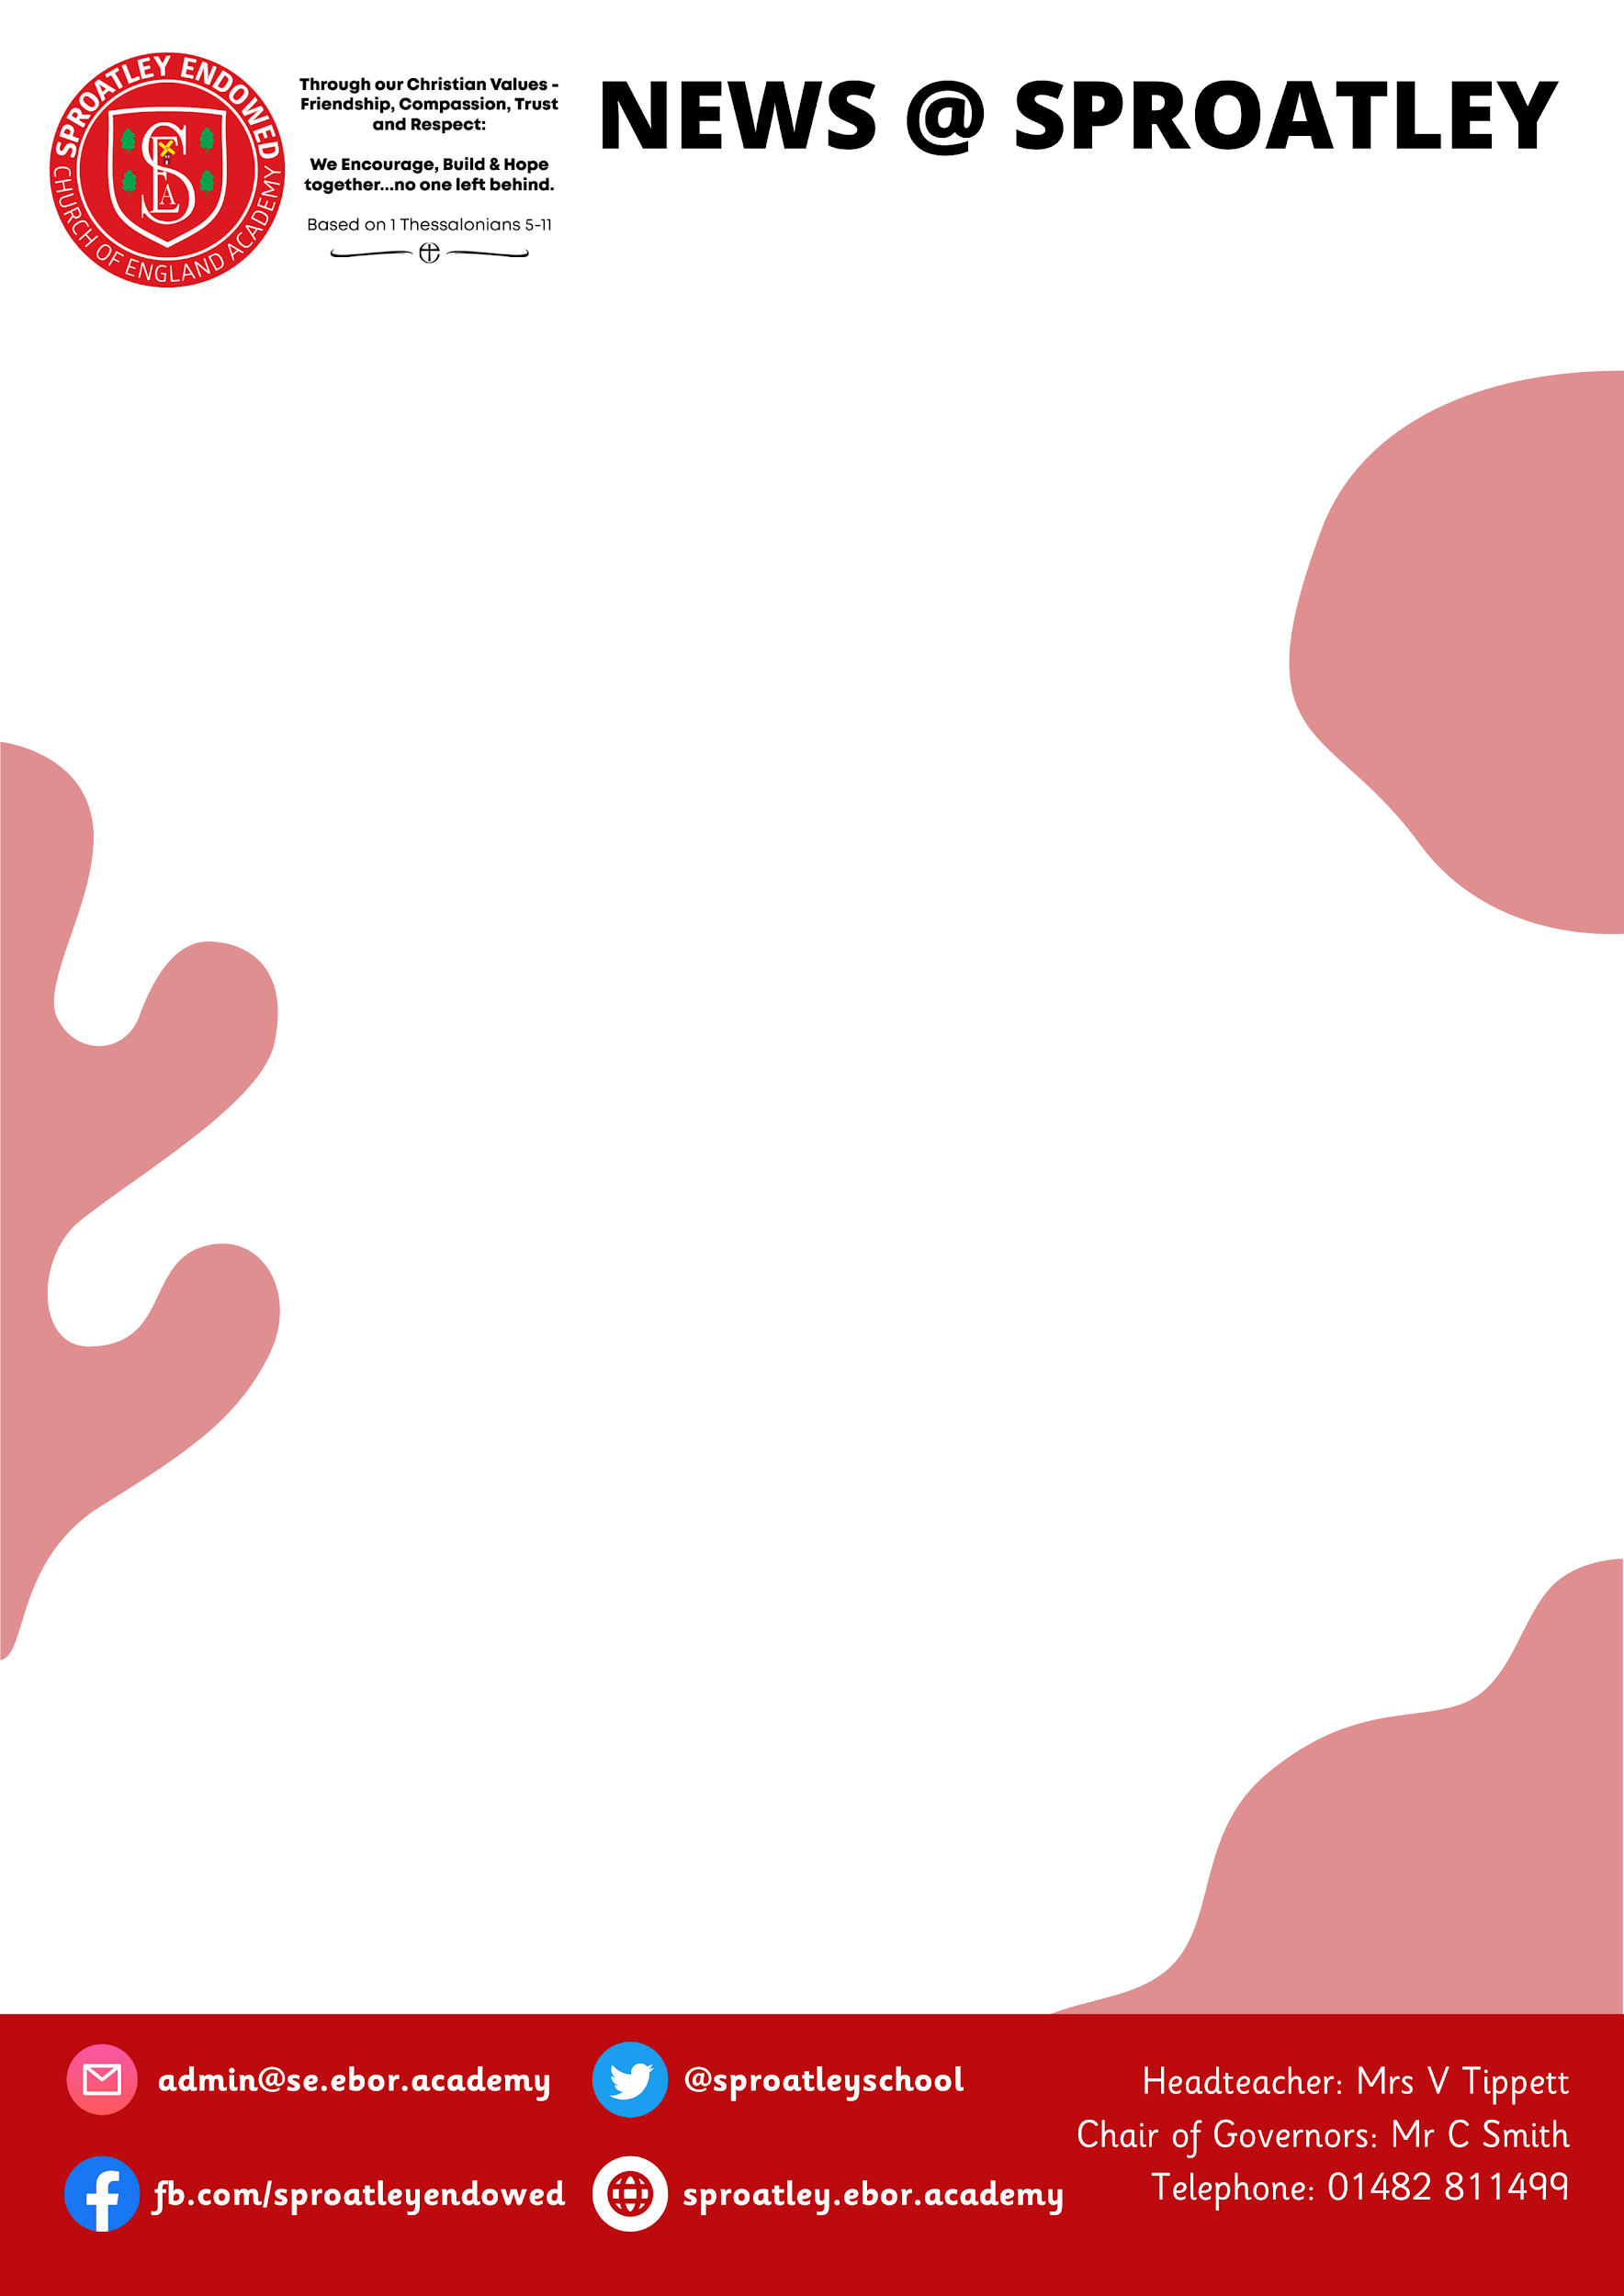 SPROATLEY ENDOWED
CHURCH OF ENGLAND ACADEMY
S E A
Through our Christian Values -
Friendship, Compassion, Trust
and Respect:
We Encourage, Build & Hope
together...no one left behind.
Based on 1 Thessalonians 5-11
NEWS @ SPROATLEY
admin@se.ebor.academy
@sproatleyschool
fb.com/sproatleyendowed
sproatley.ebor.academy
Headteacher: Mrs V Tippett
Chair of Governors: Mr C Smith
Telephone: 01482 811499